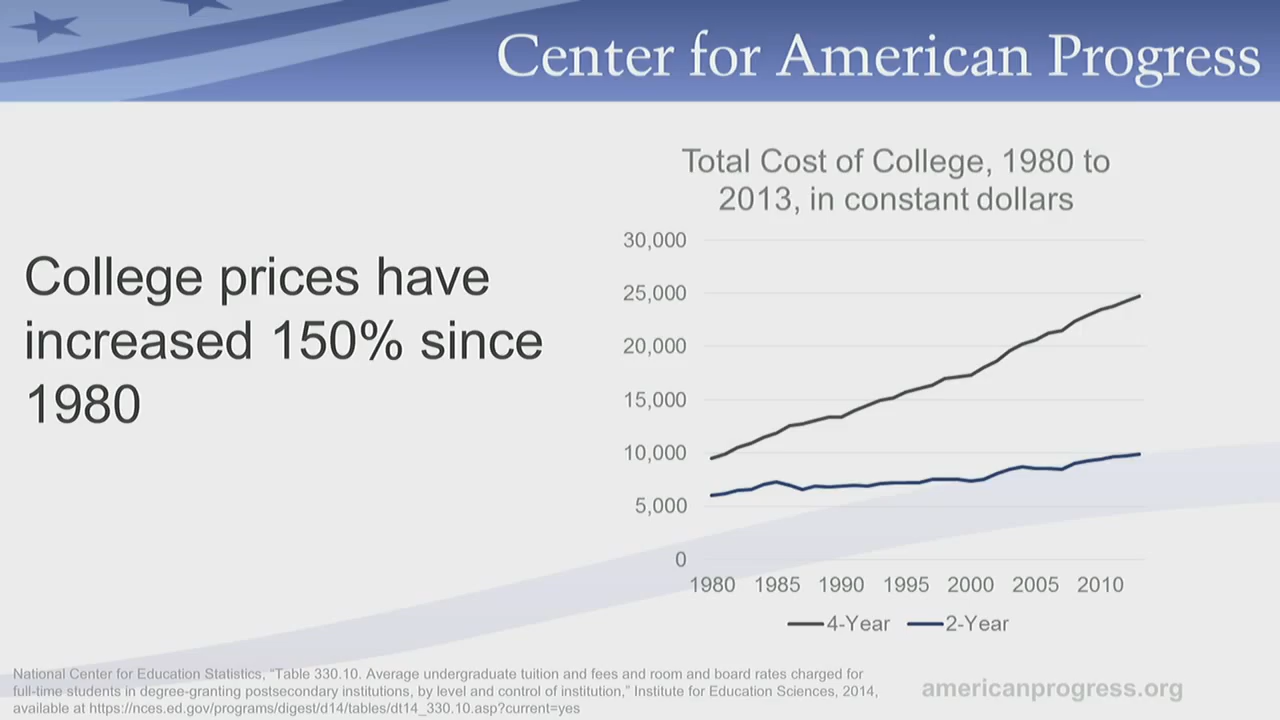 Center for American Progress
College prices have
increased 150% since
1980
Total Cost of College, 1980 to
2013, in constant dollars
30,000
25,000
20,000
15,000
10,000
5,000
0
1980 1985 1990 1995 2000 2005 2010
4-Year 2-Year
National Center for Education Statistics, “Table 330.10. Average undergraduate tuition and fees and room and board rates charged for
full-time students in degree-granting postsecondary institutions, by level and control of institution,” Institute for Education Sciences, 2014,
available at https://nces.ed.gov/programs/digest/d14/tables/dt14_330.10.asp?current=yes
americanprogress.org